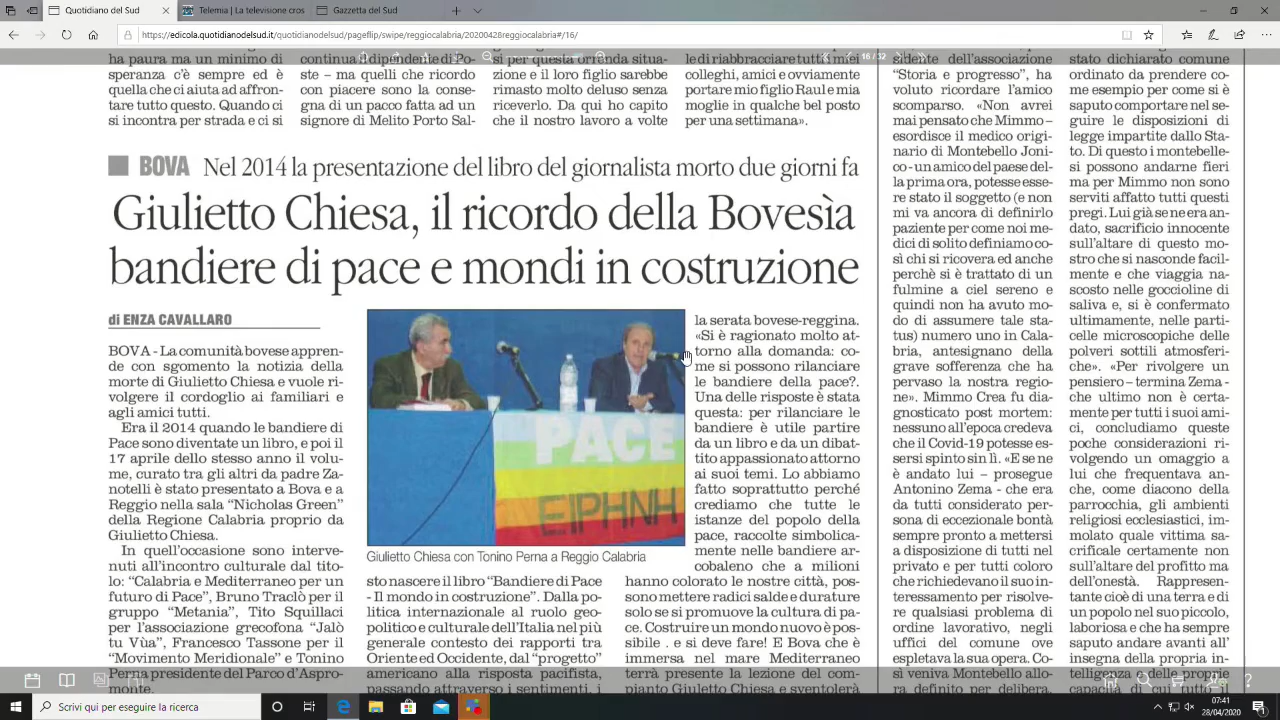 Quotidiano del Sud
Telemia | La television cros
Gazzetta del Sud
https://edicola.quotidianodelsud.it/quotidianodelsud/pageflip/swipe/reggiocalabria/20200428reggiocalabria#/16/
16 / 32
ha paura ma un minimo di
speranza c'è sempre ed è
quella che ci aiuta ad affron-
tare tutto questo. Quando ci
si incontra per strada e ci si
continua il dipendente di Po-
ste – ma quelli che ricordo
con piacere sono la conse-
gna di un pacco fatta ad un
signore di Melito Porto Sal-
si per questa orrenda situa-
zione e il loro figlio sarebbe
rimasto molto deluso senza
riceverlo. Da qui ho capito
che il nostro lavoro a volte
le di riabbracciare tutti i miei
colleghi, amici e ovviamente
portare mio figlio Raul e mia
moglie in qualche bel posto
per una settimana».
BOVA Nel 2014 la presentazione del libro del giornalista morto due giorni fa
Giulietto Chiesa, il ricordo della Bovesìa
bandiere di pace e mondi in costruzione
di ENZA CAVALLARO
BOVA - La comunità bovese appren-
de con sgomento la notizia della
morte di Giulietto Chiesa e vuole ri-
volgere il cordoglio ai familiari e
agli amici tutti.
Era il 2014 quando le bandiere di
Pace sono diventate un libro, e poi il
17 aprile dello stesso anno il volu-
me, curato tra gli altri da padre Za-
notelli è stato presentato a Bova e a
Reggio nella sala “Nicholas Green”
della Regione Calabria proprio da
Giulietto Chiesa.
In quell'occasione sono interve-
nuti all'incontro culturale dal tito-
lo: “Calabria e Mediterraneo per un
futuro di Pace”, Bruno Traclò per il
gruppo “Metania”, Tito Squillaci
per l'associazione grecofona “Jalò
tu Vùa”, Francesco Tassone per il
“Movimento Meridionale” e Tonino
Perna presidente del Parco d'Aspro-
monte.
PACE
EIPHNH
Giulietto Chiesa con Tonino Perna a Reggio Calabria
sto nascere il libro “Bandiere di Pace
- Il mondo in costruzione”. Dalla po-
litica internazionale al ruolo geo-
politico e culturale dell'Italia nel più
generale contesto dei rapporti tra
Oriente ed Occidente, dal “progetto”
americano alla risposta pacifista,
passando attraverso i sentimenti, i
la serata bovese-reggina.
«Si è ragionato molto at-
torno alla domanda: co-
me si possono rilanciare
le bandiere della pace?.
Una delle risposte è stata
questa: per rilanciare le
bandiere è utile partire
da un libro e da un dibat-
tito appassionato attorno
ai suoi temi. Lo abbiamo
fatto soprattutto perché
crediamo che tutte le
istanze del popolo della
pace, raccolte simbolica-
mente nelle bandiere ar-
cobaleno che a milioni
hanno colorato le nostre città, pos-
sono mettere radici salde e durature
solo se si promuove la cultura di pa-
ce. Costruire un mondo nuovo è pos-
sibile . e si deve fare! E Bova che è
immersa nel mare Mediterraneo
terrà presente la lezione del com-
pianto Giulietto Chiesa e sventolerà
sidente dell'associazione
“Storia e progresso”, ha
voluto ricordare l'amico
scomparso. «Non avrei
mai pensato che Mimmo –
esordisce il medico origi-
nario di Montebello Joni-
co - un amico del paese del-
la prima ora, potesse esse-
re stato il soggetto (e non
mi va ancora di definirlo
paziente per come noi me-
dici di solito definiamo co-
sì chi si ricovera ed anche
perchè si è trattato di un
fulmine a ciel sereno e
quindi non ha avuto mo-
do di assumere tale sta-
tus) numero uno in Cala-
bria, antesignano della
grave sofferenza che ha
pervaso la nostra regio-
ne». Mimmo Crea fu dia-
gnosticato post mortem:
nessuno all'epoca credeva
che il Covid-19 potesse es-
sersi spinto sin lì. «E se ne
è andato lui – prosegue
Antonino Zema - che era
da tutti considerato per-
sona di eccezionale bontà
sempre pronto a mettersi
a disposizione di tutti nel
privato e per tutti coloro
che richiedevano il suo in-
teressamento per risolve-
re qualsiasi problema di
ordine lavorativo, negli
uffici del comune ove
espletava la sua opera. Co-
sì veniva Montebello allo-
ra definito per delibera,
stato dichiarato comune
ordinato da prendere co-
me esempio per come si è
saputo comportare nel se-
guire le disposizioni di
legge impartite dallo Sta-
to. Di questo i montebelle-
si possono andarne fieri
ma per Mimmo non sono
serviti affatto tutti questi
pregi. Lui già se ne era an-
dato, sacrificio innocente
sull'altare di questo mo-
stro che si nasconde facil-
mente e che viaggia na-
scosto nelle goccioline di
saliva e, si è confermato
ultimamente, nelle parti-
celle microscopiche delle
polveri sottili atmosferi-
che». «Per rivolgere un
pensiero – termina Zema -
che ultimo non è certa-
mente per tutti i suoi ami-
ci, concludiamo queste
poche considerazioni ri-
volgendo un omaggio a
lui che frequentava an-
che, come diacono della
parrocchia, gli ambienti
religiosi ecclesiastici, im-
molato quale vittima sa-
crificale certamente non
sull'altare del profitto ma
dell'onestà. Rappresen-
tante cioè di una terra e di
un popolo nel suo piccolo,
laboriosa e che ha sempre
saputo andare avanti all'
insegna della propria in-
capacità di cui tutto
Scrivi qui per eseguire la ricerca
07:41
28/04/2020